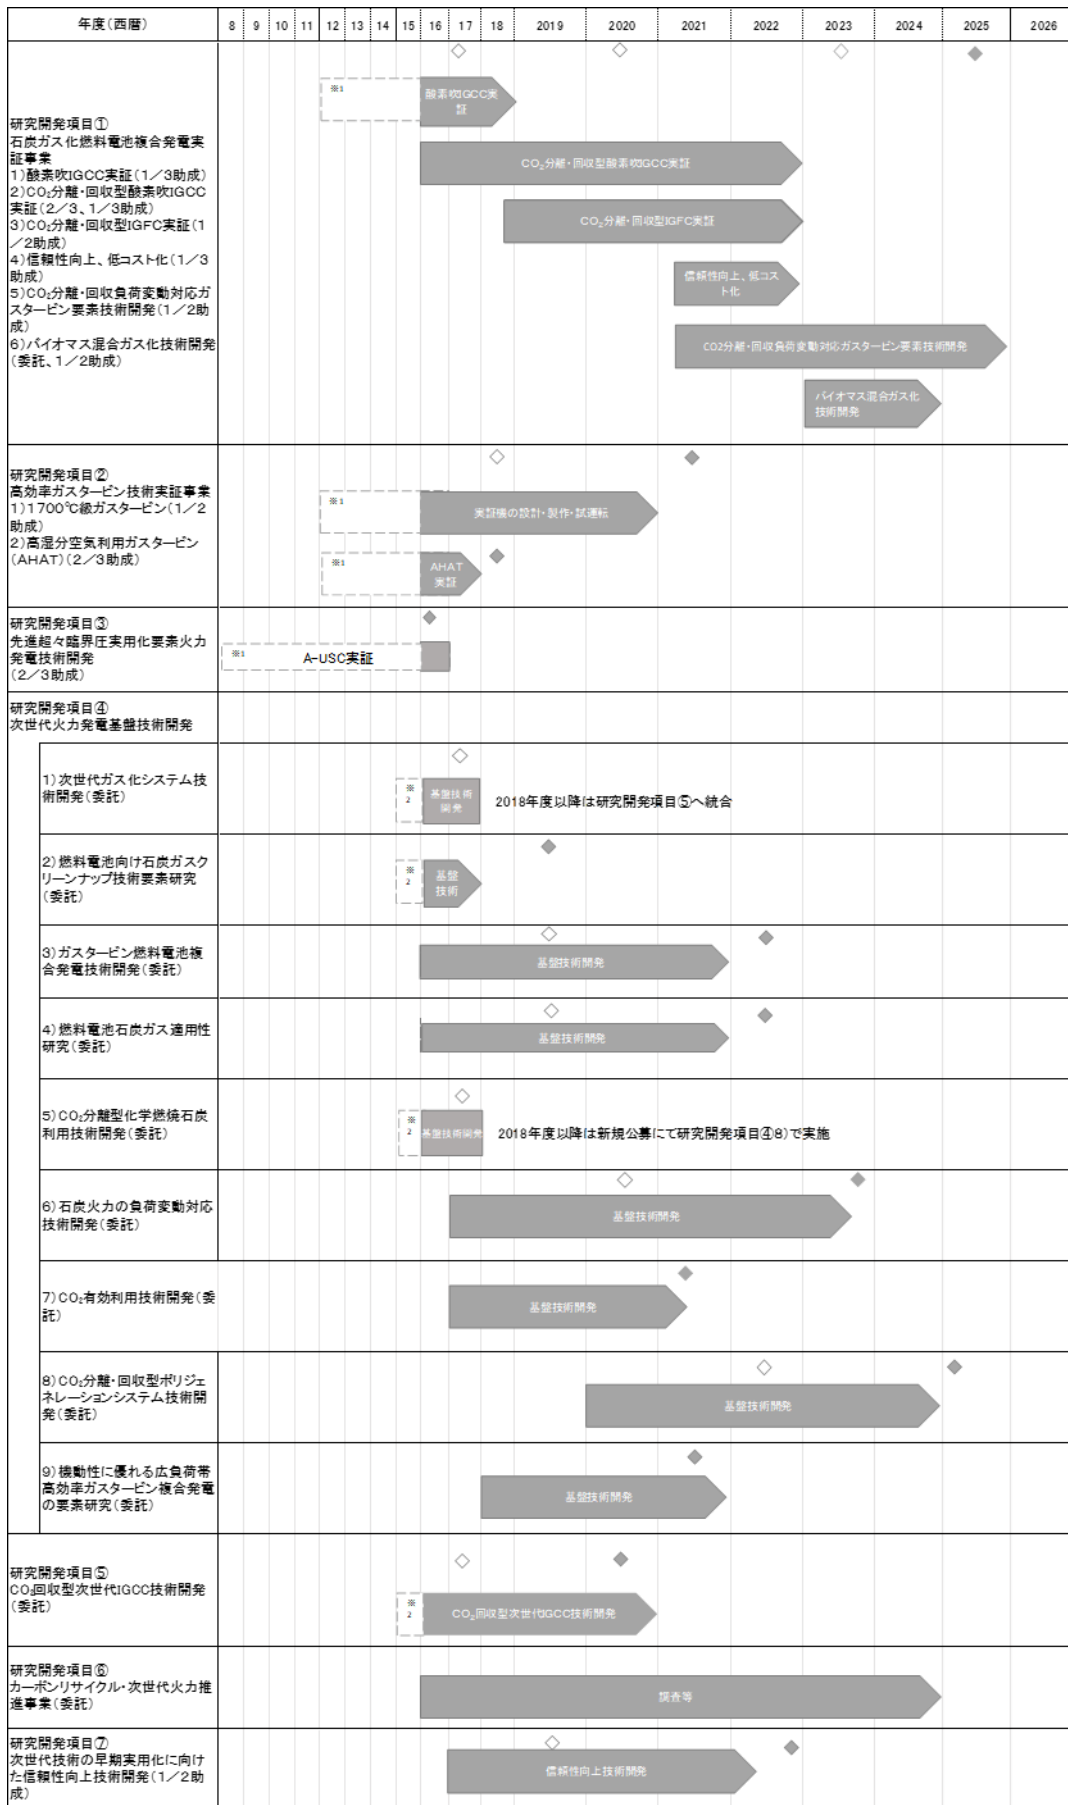 年度(西暦) 8 9 10 11 12 13 14 15 16 17 18 2019 2020 2021 2022 2023 2024 2025 2026
研究開発項目①
石炭ガス化燃料電池複合発電実
証事業
1)酸素吹IGCC実証(1/3助成)
2)CO₂分離・回収型酸素吹IGCC
実証(2/3、1/3助成)
3)CO₂分離・回収型IGFC実証(1
/2助成)
4)信頼性向上、低コスト化(1/3
助成)
5)CO₂分離・回収負荷変動対応ガ
スタービン要素技術開発(1/2助
成)
6)バイオマス混合ガス化技術開発
(委託、1/2助成)
※1
酸素吹IGCC実
証
CO₂分離・回収型酸素吹IGCC実証
CO₂分離・回収型IGFC実証
信頼性向上、低コス
ト化
CO2分離・回収負荷変動対応ガスタービン要素技術開発
バイオマス混合ガス化
技術開発
研究開発項目②
高効率ガスタービン技術実証事業
1)1700℃級ガスタービン(1/2
助成)
2)高湿分空気利用ガスタービン
(AHAT)(2/3助成)
※1
実証機の設計・製作・試運転
※1
AHAT
実証
研究開発項目③
先進超々臨界圧実用化要素火力
発電技術開発
(2/3助成)
※1
A-USC実証
研究開発項目④
次世代火力発電基盤技術開発
1)次世代ガス化システム技
術開発(委託)
※
2
基盤技術
開発
2018年度以降は研究開発項目⑤へ統合
2)燃料電池向け石炭ガスク
リーンナップ技術要素研究
(委託)
※
2
基盤
技術
3)ガスタービン燃料電池複
合発電技術開発(委託)
基盤技術開発
4)燃料電池石炭ガス適用性
研究(委託)
基盤技術開発
5)CO₂分離型化学燃焼石炭
利用技術開発(委託)
※
2
基盤技術開発
2018年度以降は新規公募にて研究開発項目④8)で実施
6)石炭火力の負荷変動対応
技術開発(委託)
基盤技術開発
7)CO₂有効利用技術開発(委
託)
基盤技術開発
8)CO₂分離・回収型ポリジェ
ネレーションシステム技術開
発(委託)
基盤技術開発
9)機動性に優れる広負荷帯
高効率ガスタービン複合発電
の要素研究(委託)
基盤技術開発
研究開発項目⑤
CO₂回収型次世代IGCC技術開発
(委託)
※
2
CO₂回収型次世代IGCC技術開発
研究開発項目⑥
カーボンリサイクル・次世代火力推
進事業(委託)
調査等
研究開発項目⑦
次世代技術の早期実用化に向け
た信頼性向上技術開発(1/2助
成)
信頼性向上技術開発